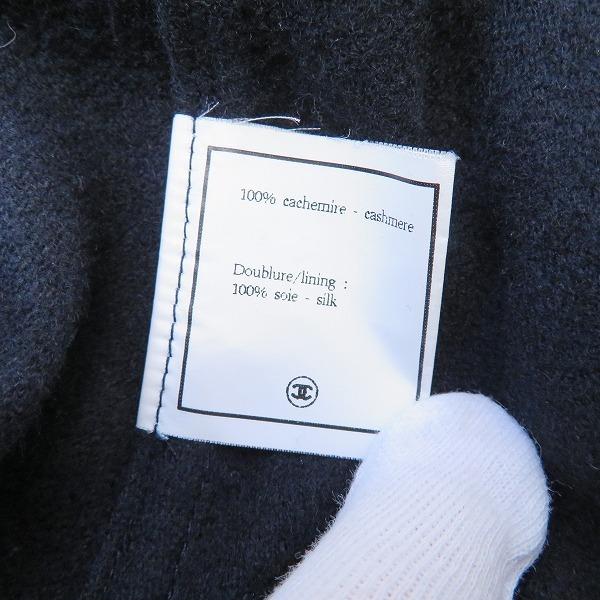 100% cachemire - cashmere
Doublure/lining :
100% soie - silk